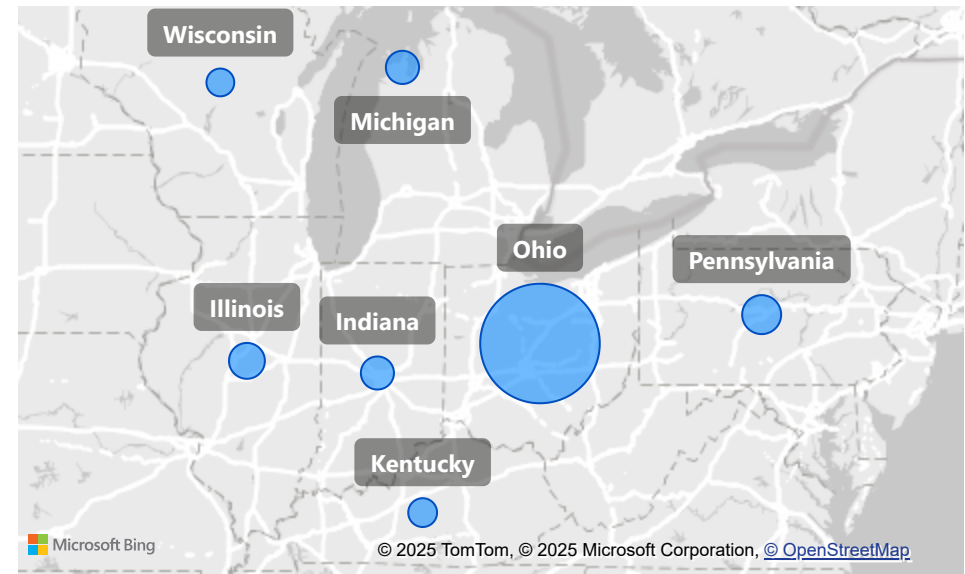 Wisconsin
Michigan
Ohio
Pennsylvania
Illinois
Indiana
Kentucky
Microsoft Bing
© 2025 TomTom, © 2025 Microsoft Corporation, © OpenStreetMap